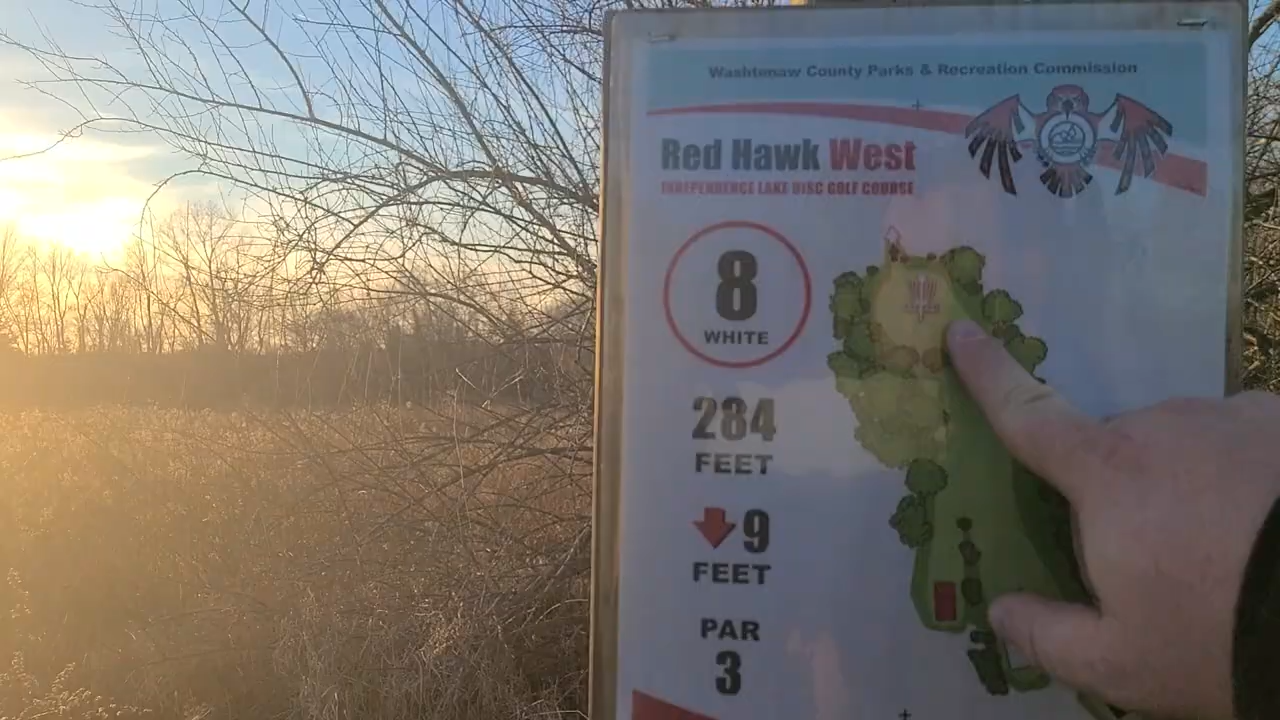 Washtenaw County Parks & Recreation Commission
Red Hawk West
INDEPENDENCE LAKE DISC GOLF COURSE
8
WHITE
284
FEET
9
FEET
PAR
3